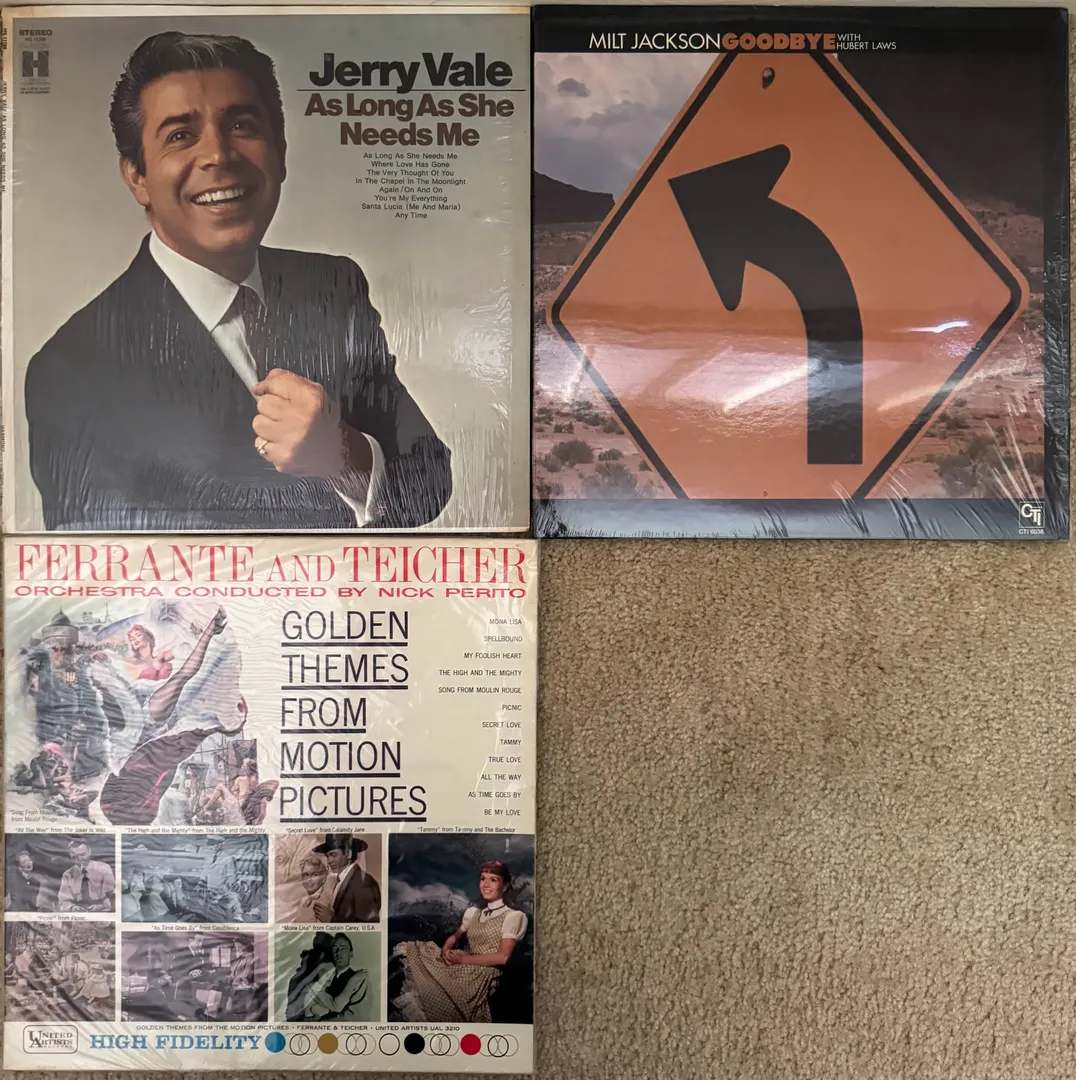 STEREO
H
Jerry Vale
As Long As She
Needs Me
As Long As She Needs Me
Where Love Has Gone
The Very Thought Of You
In The Chapel In The Moonlight
Again/On And On
You're My Everything
Santa Lucia (Me And Maria)
Any Time
MILT JACKSON GOODBYE WITH
HUBERT LAWS
CTI
CTI 6038
FERRANTE AND TEICHER
ORCHESTRA CONDUCTED BY NICK PERITO
GOLDEN
THEMES
FROM
MOTION
PICTURES
MONA LISA
SPELLBOUND
MY FOOLISH HEART
THE HIGH AND THE MIGHTY
SONG FROM MOULIN ROUGE
PICNIC
SECRET LOVE
TAMMY
TRUE LOVE
ALL THE WAY
AS TIME GOES BY
BE MY LOVE
from Moulin Rouge
"All The Way" from The Joker Is Wild
"The High and the Mighty" from The High and the Mighty
"Secret Love" from Calamity Jane
"Tammy" from Tammy and The Bachelor
"Picnic" from Picnic
"As Time Goes By" from Casablanca
"Mona Lisa" from Captain Carey, U.S.A.
GOLDEN THEMES FROM THE MOTION PICTURES • FERRANTE & TEICHER • UNITED ARTISTS UAL 3210
UNITED
ARTISTS
HIGH FIDELITY